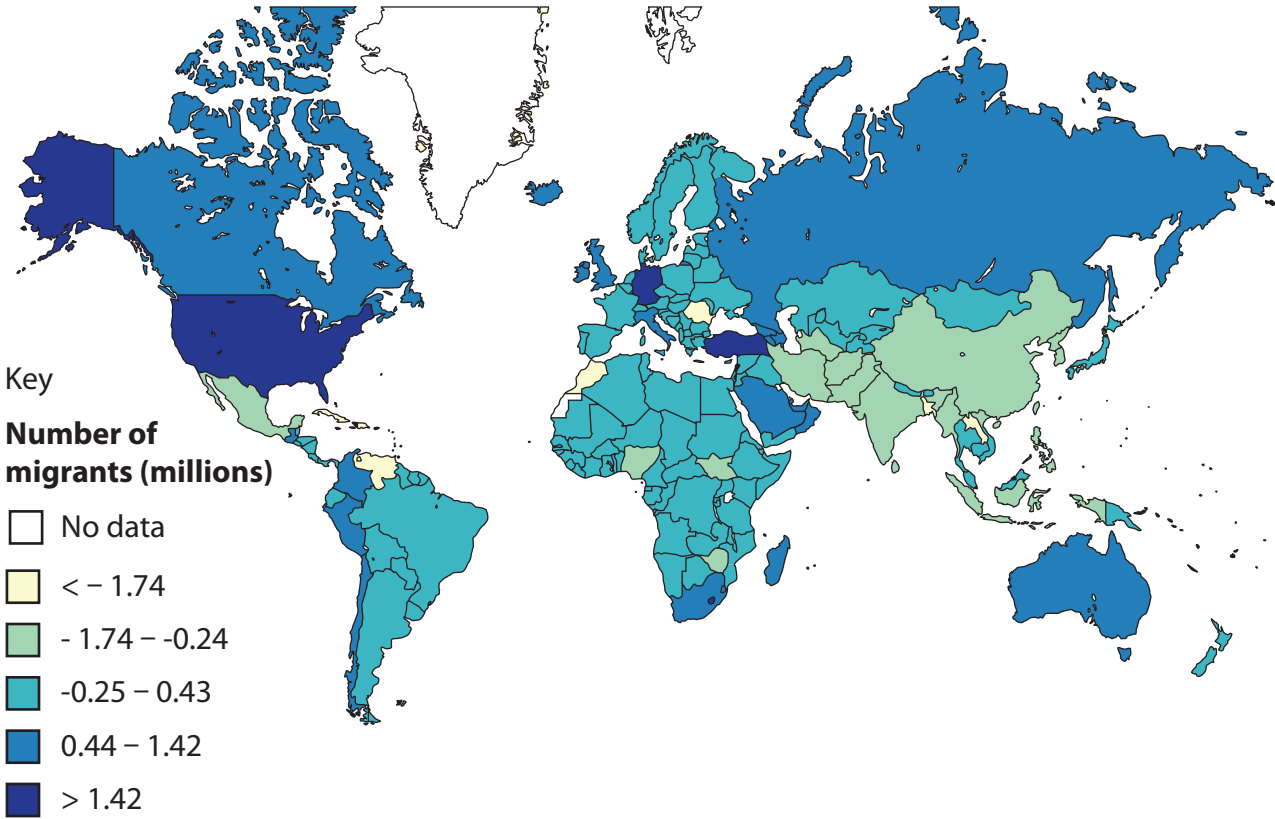 Key
Number of
migrants (millions)
No data
< – 1.74
- 1.74 – -0.24
-0.25 – 0.43
0.44 – 1.42
> 1.42